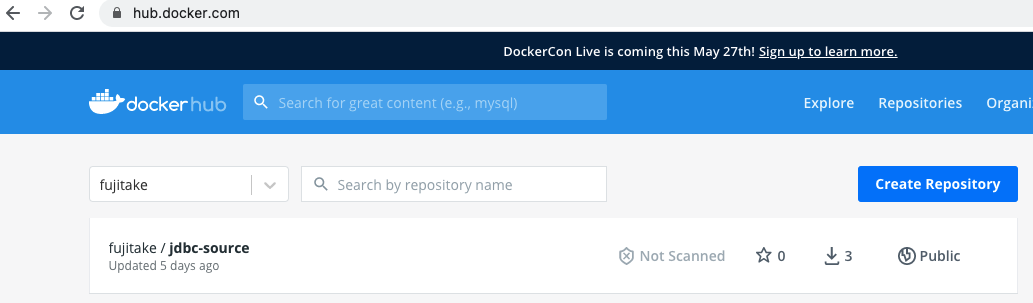 hub.docker.com
DockerCon Live is coming this May 27th! Sign up to learn more.
docker hub
Search for great content (e.g., mysql)
Explore
Repositories
Organi
fujitake
Search by repository name
Create Repository
fujitake / jdbc-source
Updated 5 days ago
Not Scanned
0
3
Public